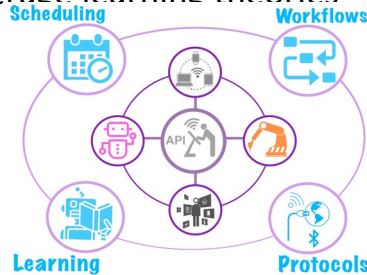 Scheduling
Workflows
API
Learning
Protocols